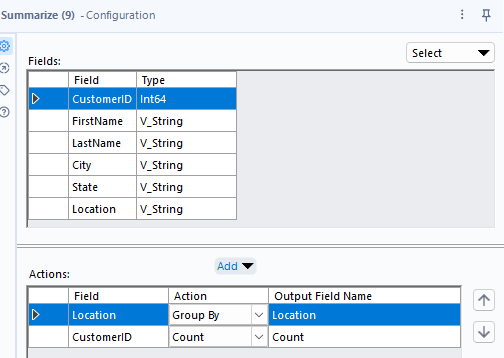 Summarize (9) - Configuration
Select
Fields:
Field Type
CustomerID Int64
FirstName V_String
LastName V_String
City V_String
State V_String
Location V_String
Add
Actions:
Field Action Output Field Name
Location Group By Location
CustomerID Count Count